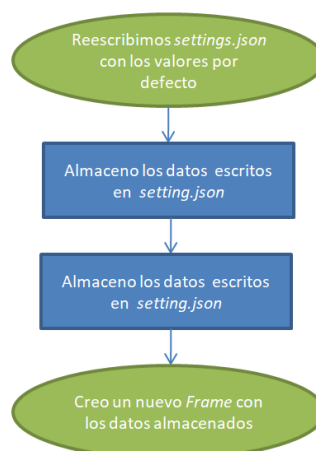 Reescribimos settings.json
con los valores por
defecto
Almaceno los datos escritos
en setting.json
Almaceno los datos escritos
en setting.json
Creo un nuevo Frame con
los datos almacenados